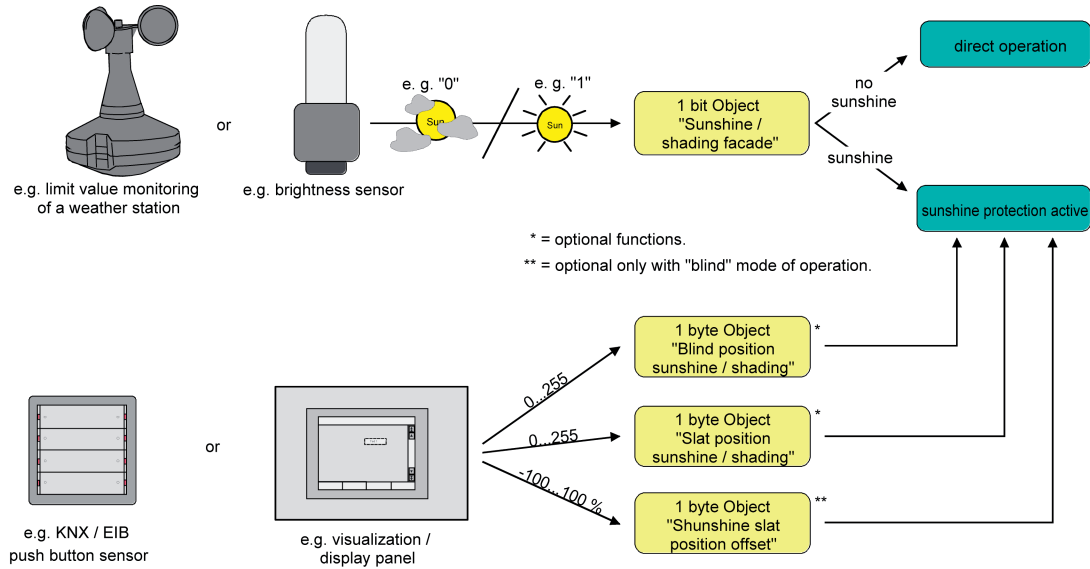 e. g. "0"
e. g. "1"
Sun
Sun
or
1 bit Object
"Sunshine /
shading facade"
no
sunshine
sunshine
direct operation
sunshine protection active
e.g. limit value monitoring
of a weather station
e.g. brightness sensor
* = optional functions.
** = optional only with "blind" mode of operation.
or
0...255
0...255
-100...100 %
1 byte Object
"Blind position
sunshine / shading"
*
1 byte Object
"Slat position
sunshine / shading"
*
1 byte Object
"Shunshine slat
position offset"
**
e.g. KNX / EIB
push button sensor
e.g. visualization /
display panel